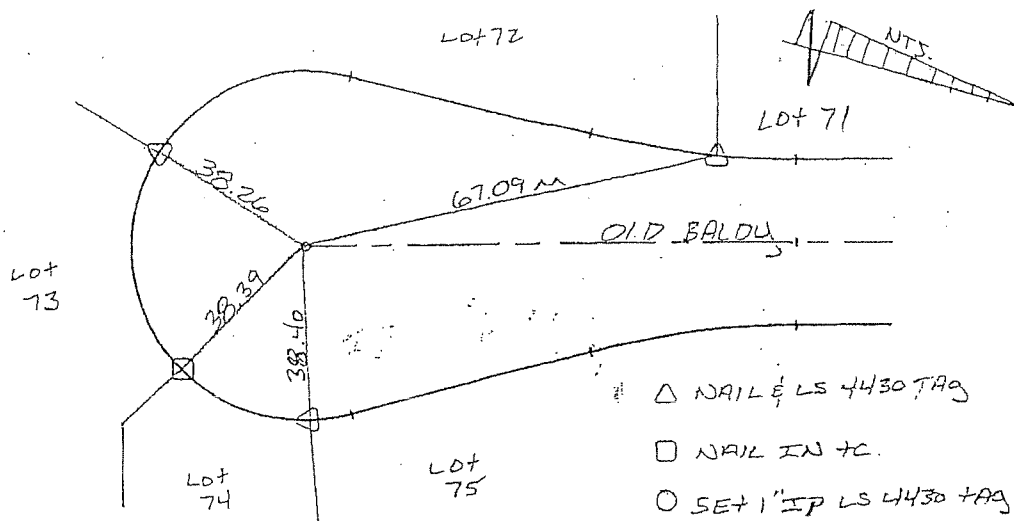 Lot 72
NTS.
Lot 71
38.26
67.09 M
OLD BALDY
Lot
73
38.39
38.40
△ NAIL & LS 4430 TAg
□ NAIL IN tC.
○ SEt 1" IP LS 4430 tAg
Lot
74
Lot
75